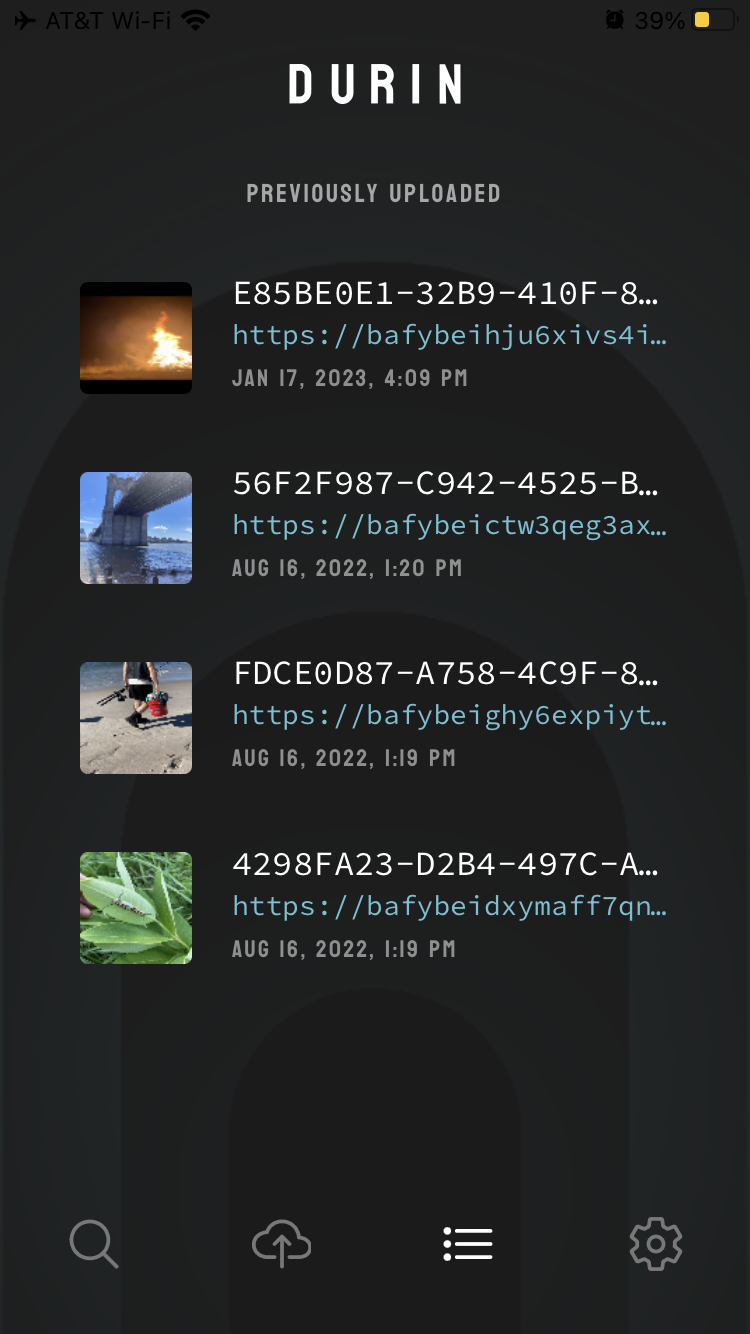 AT&T Wi-Fi
39%
DURIN
PREVIOUSLY UPLOADED
E85BE0E1-32B9-410F-8…
https://bafybeihju6xivs4i…
JAN 17, 2023, 4:09 PM
56F2F987-C942-4525-B…
https://bafybeictw3qeg3ax…
AUG 16, 2022, 1:20 PM
FDCE0D87-A758-4C9F-8…
https://bafybeighy6expiyt…
AUG 16, 2022, 1:19 PM
4298FA23-D2B4-497C-A…
https://bafybeidxymaff7qn…
AUG 16, 2022, 1:19 PM